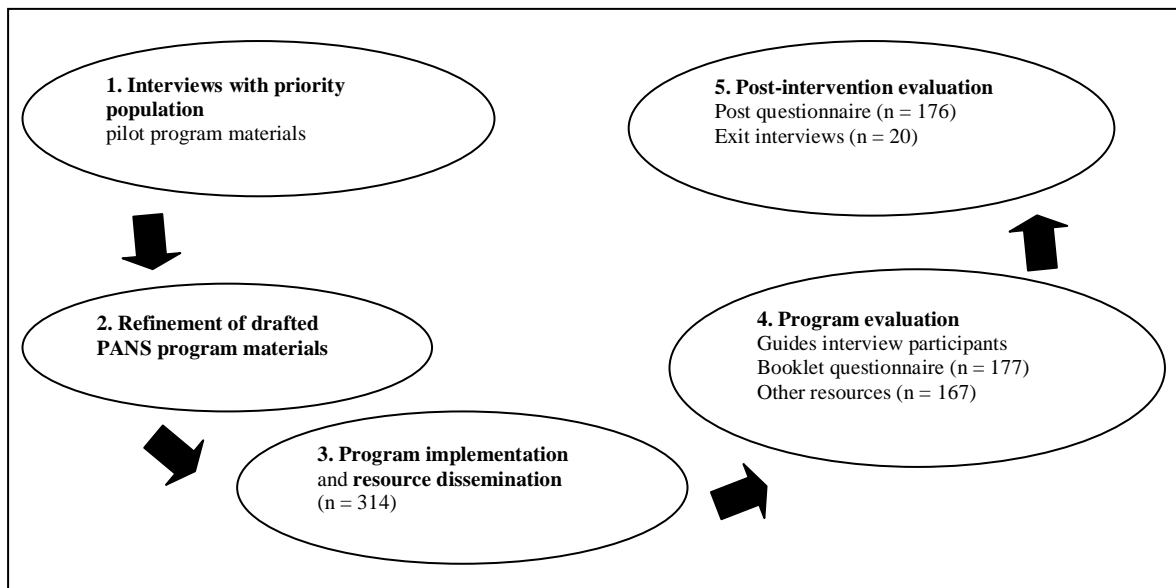 1. Interviews with priority
population
pilot program materials
2. Refinement of drafted
PANS program materials
3. Program implementation
and resource dissemination
(n = 314)
4. Program evaluation
Guides interview participants
Booklet questionnaire (n = 177)
Other resources (n = 167)
5. Post-intervention evaluation
Post questionnaire (n = 176)
Exit interviews (n = 20)